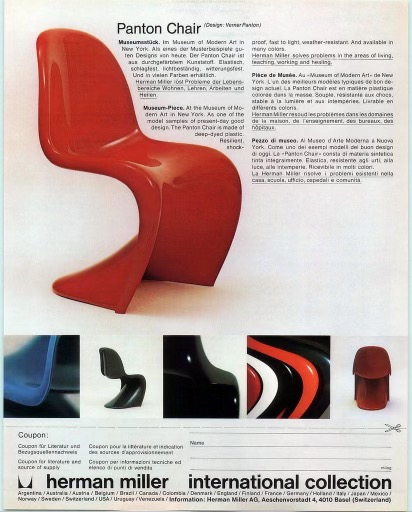 Panton Chair (Design: Verner Panton)
Museumsstück. Im Museum of Modern Art in
New York. Als eines der Musterbeispiele gu-
ten Designs von heute. Der Panton Chair ist
aus durchgefärbtem Kunststoff. Elastisch,
schlagfest, lichtbeständig, witterungsfest.
Und in vielen Farben erhältlich.
Herman Miller löst Probleme der Lebens-
bereiche Wohnen, Lehren, Arbeiten und
Heilen.
Museum-Piece. At the Museum of Mo-
dern Art in New York. As one of the
model samples of present-day good
design. The Panton Chair is made of
deep-dyed plastic.
Resilient,
shock-
proof, fast to light, weather-resistant. And available in
many colors.
Herman Miller solves problems in the areas of living,
teaching, working and healing.
Pièce de Musée. Au «Museum of Modern Art» de New
York. L'un des meilleurs modèles typiques de bon de-
sign actuel. La Panton Chair est en matière plastique
colorée dans la masse. Souple, résistante aux chocs,
stable à la lumière et aux intempéries. Livrable en
différents coloris.
Herman Miller résoud les problèmes dans les domaines
de la maison, de l'enseignement, des bureaux, des
hôpitaux.
Pezzo di museo. Al Museo d'Arte Moderna a Nuova
York. Come uno dei esempi modelli del buon design
di oggi. La «Panton Chair» consta di materia sintetica
tinta integralmente. Elastica, resistente agli urti, alla
luce, alle intemperie. Ricevibile in molti colori.
La Herman Miller risolve i problemi esistenti nella
casa, scuola, ufficio, ospedali e comunità.
Coupon:
Coupon für Literatur und
Bezugsquellennachweis
Coupon for literature and
source of supply
Coupon pour la littérature et indication
des sources d'approvisionnement
Coupon per informazioni tecniche ed
elenco di punti di vendita
Name
herman miller international collection
Argentina / Australia / Austria / Belgium / Brazil / Canada / Colombia / Denmark / England / Finland / France / Germany / Holland / Italy / Japan / Mexico /
Norway / Sweden / Switzerland / USA / Uruguay / Venezuela / Information: Herman Miller AG, Aeschenvorstadt 4, 4010 Basel (Switzerland)